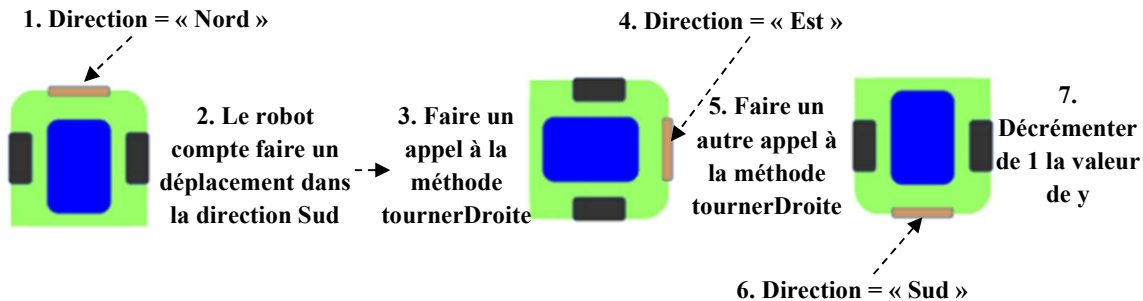 1. Direction = « Nord »
2. Le robot
compte faire un
déplacement dans
la direction Sud
3. Faire un
appel à la
méthode
tournerDroite
4. Direction = « Est »
5. Faire un
autre appel à
la méthode
tournerDroite
6. Direction = « Sud »
7.
Décrémenter
de 1 la valeur
de y